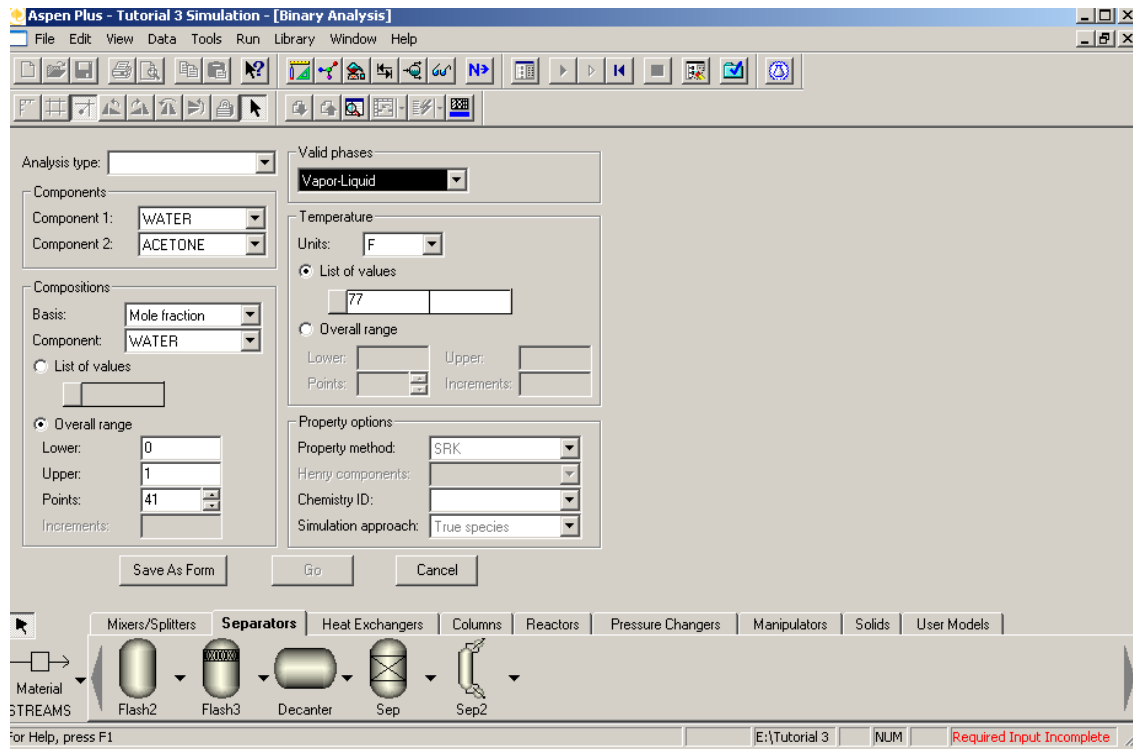 Aspen Plus - Tutorial 3 Simulation - [Binary Analysis]
File Edit View Data Tools Run Library Window Help
N>
Analysis type:
Components
Component 1: WATER
Component 2: ACETONE
Compositions
Basis: Mole fraction
Component: WATER
List of values
Overall range
Lower: 0
Upper: 1
Points: 41
Increments:
Valid phases
Vapor-Liquid
Temperature
Units: F
List of values
77
Overall range
Lower: Upper:
Points: Increments:
Property options
Property method: SRK
Henry components:
Chemistry ID:
Simulation approach: True species
Save As Form Go Cancel
Mixers/Splitters Separators Heat Exchangers Columns Reactors Pressure Changers Manipulators Solids User Models
Material
STREAMS Flash2 Flash3 Decanter Sep Sep2
For Help, press F1 E:\Tutorial 3 NUM Required Input Incomplete